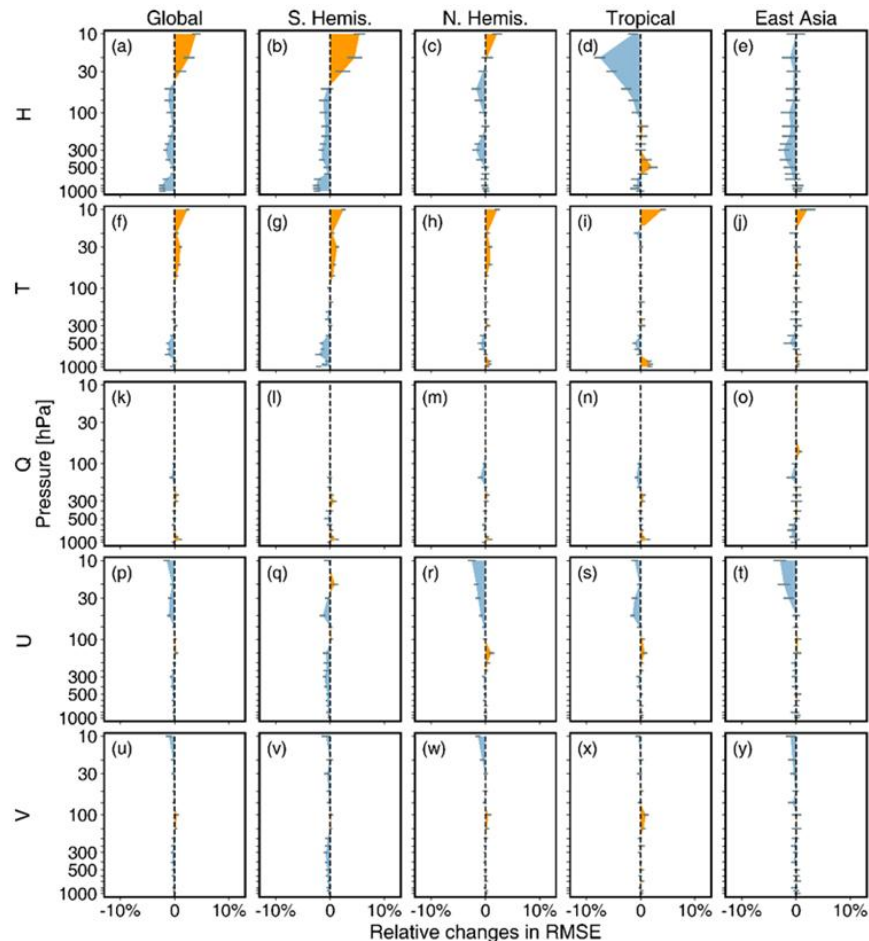 Global S. Hemis. N. Hemis. Tropical East Asia
H
10
30
100
300
500
1000
(a) (b) (c) (d) (e)
T
10
30
100
300
500
1000
(f) (g) (h) (i) (j)
Q
Pressure [hPa]
10
30
100
300
500
1000
(k) (l) (m) (n) (o)
U
10
30
100
300
500
1000
(p) (q) (r) (s) (t)
V
10
30
100
300
500
1000
(u) (v) (w) (x) (y)
-10% 0 10% -10% 0 10% -10% 0 10% -10% 0 10% -10% 0 10%
Relative changes in RMSE